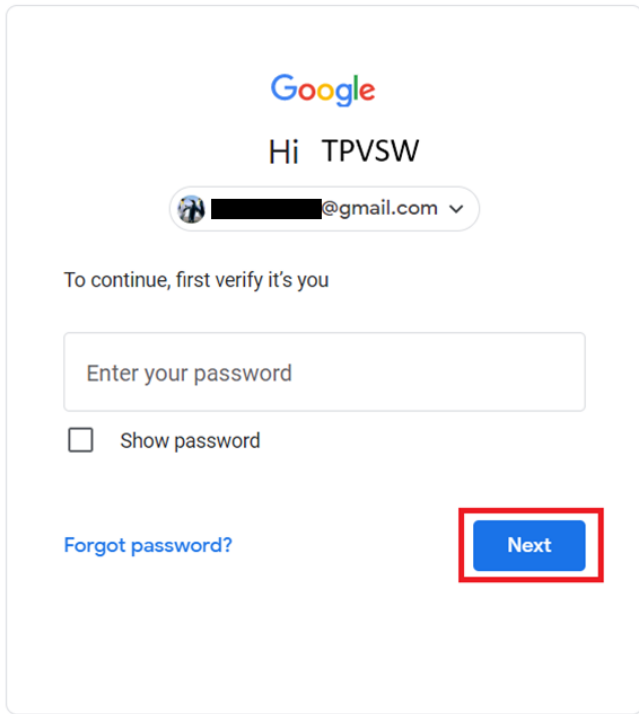 Google
Hi TPVSW
@gmail.com
To continue, first verify it's you
Enter your password
Show password
Forgot password?
Next